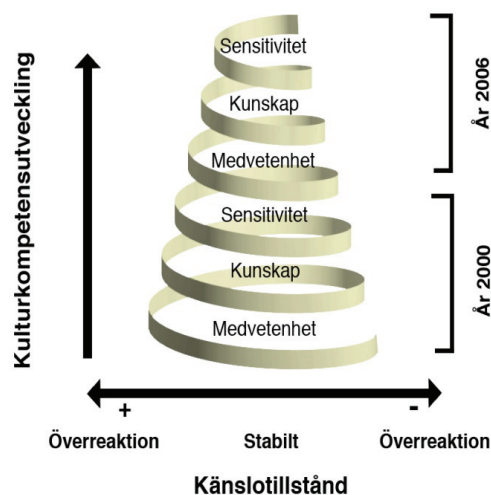 Kulturkompetensutveckling
Sensitivitet
Kunskap
Medvetenhet
Sensitivitet
Kunskap
Medvetenhet
År 2006
År 2000
+
-
Överreaktion
Stabilt
Överreaktion
Känslotillstånd